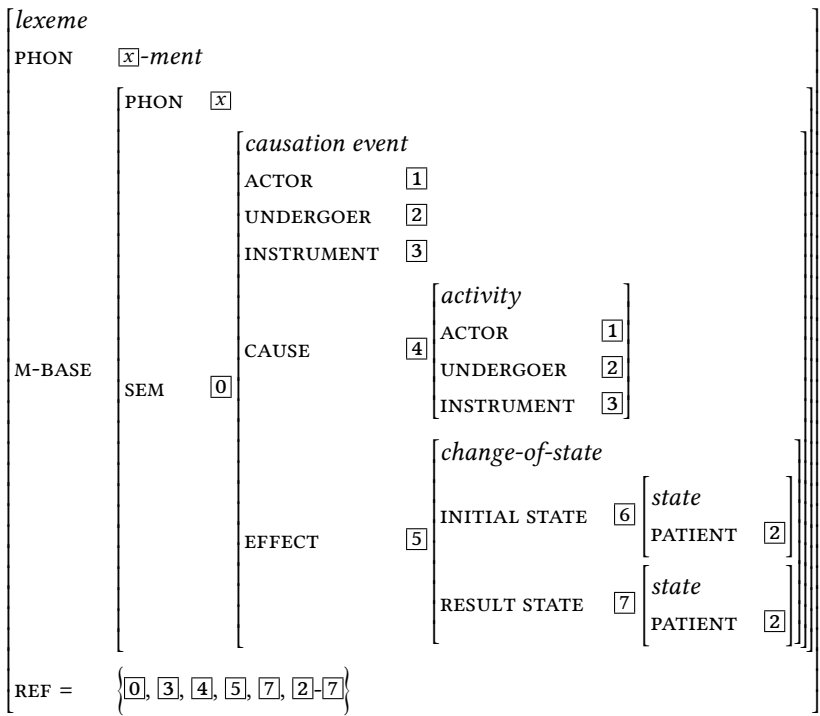 lexeme
PHON x-ment
PHON x
causation event
ACTOR 1
UNDERGOER 2
INSTRUMENT 3
activity
ACTOR 1
CAUSE 4
UNDERGOER 2
M-BASE
SEM 0
INSTRUMENT 3
change-of-state
state
INITIAL STATE 6
PATIENT 2
EFFECT 5
state
RESULT STATE 7
PATIENT 2
REF = {0, 3, 4, 5, 7, 2-7}